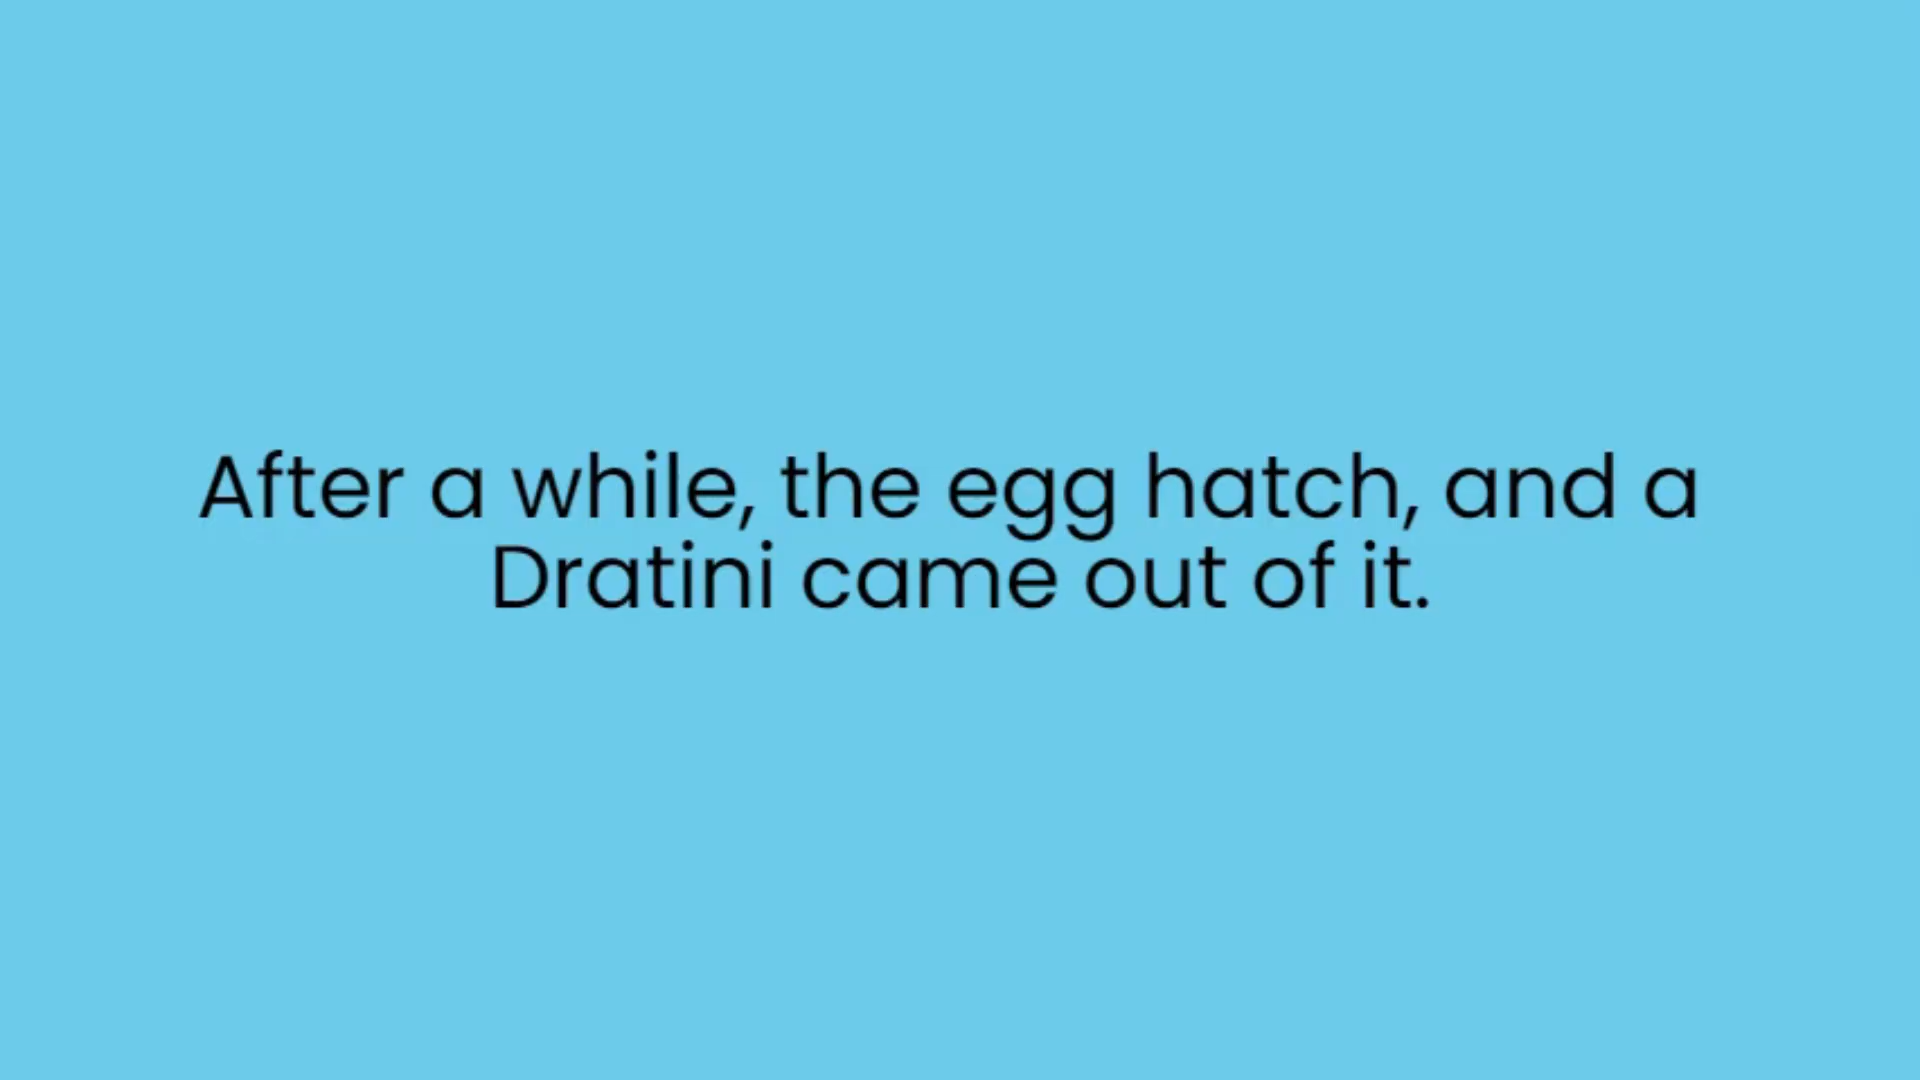 After a while, the egg hatch, and a
Dratini came out of it.